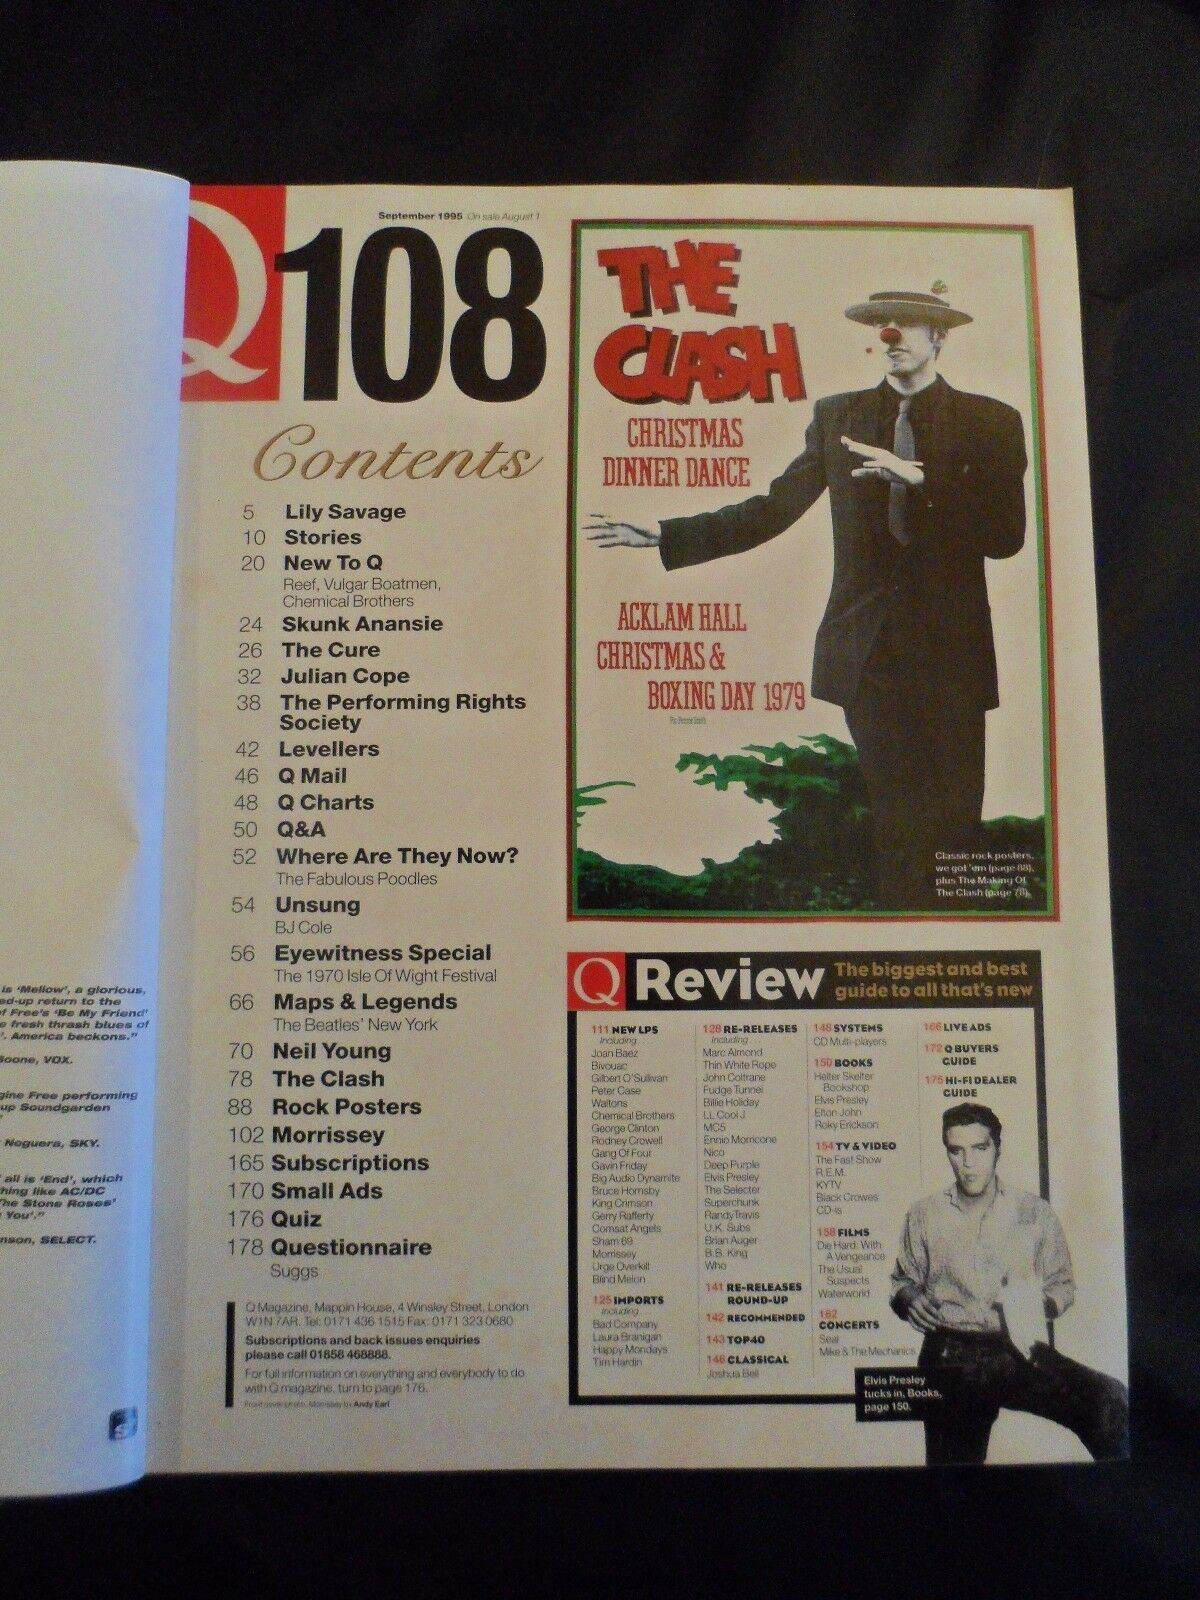 is 'Mellow', a glorious,
ed-up return to the
f Free's 'Be My Friend'
e fresh thrash blues of
'. America beckons."
Boone, VOX.
gine Free performing
up Soundgarden
Noguera, SKY.
all is 'End', which
hing like AC/DC
The Stone Roses'
You'."
nson, SELECT.
Q
September 1995 On sale August 1
108
Contents
5 Lily Savage
10 Stories
20 New To Q
Reef, Vulgar Boatmen,
Chemical Brothers
24 Skunk Anansie
26 The Cure
32 Julian Cope
38 The Performing Rights
Society
42 Levellers
46 Q Mail
48 Q Charts
50 Q&A
52 Where Are They Now?
The Fabulous Poodles
54 Unsung
BJ Cole
56 Eyewitness Special
The 1970 Isle Of Wight Festival
66 Maps & Legends
The Beatles' New York
70 Neil Young
78 The Clash
88 Rock Posters
102 Morrissey
165 Subscriptions
170 Small Ads
176 Quiz
178 Questionnaire
Suggs
Q Magazine, Mappin House, 4 Winsley Street, London
W1N 7AR. Tel: 0171 436 1515 Fax: 0171 323 0680
Subscriptions and back issues enquiries
please call 01858 468888.
For full information on everything and everybody to do
with Q magazine, turn to page 176.
Front cover photo: Morrissey by Andy Earl
THE
CLASH
CHRISTMAS
DINNER DANCE
ACKLAM HALL
CHRISTMAS &
BOXING DAY 1979
Classic rock posters,
we got 'em (page 88),
plus The Making Of
The Clash (page 78).
Q Review
The biggest and best
guide to all that's new
111 NEW LPS
Including...
Joan Baez
Bivouac
Gilbert O'Sullivan
Peter Case
Waltons
Chemical Brothers
George Clinton
Rodney Crowell
Gang Of Four
Gavin Friday
Big Audio Dynamite
Bruce Hornsby
King Crimson
Gerry Rafferty
Comsat Angels
Sham 69
Morrissey
Urge Overkill
Blind Melon
125 IMPORTS
Including...
Bad Company
Laura Branigan
Happy Mondays
Tim Hardin
128 RE-RELEASES
Including...
Marc Almond
Thin White Rope
John Coltrane
Fudge Tunnel
Billie Holiday
LL Cool J
MC5
Ennio Morricone
Nico
Deep Purple
Elvis Presley
The Selecter
Superchunk
Randy Travis
U.K. Subs
Brian Auger
B.B. King
Who
141 RE-RELEASES
ROUND-UP
142 RECOMMENDED
143 TOP 40
146 CLASSICAL
Joshua Bell
148 SYSTEMS
CD Multi-players
150 BOOKS
Helter Skelter
Bookshop
Elvis Presley
Elton John
Roky Erickson
154 TV & VIDEO
The Fast Show
R.E.M.
KYTV
Black Crowes
CD-is
158 FILMS
Die Hard: With
A Vengeance
The Usual
Suspects
Waterworld
162
CONCERTS
Seal
Mike & The Mechanics
166 LIVE ADS
172 Q BUYERS
GUIDE
175 HI-FI DEALER
GUIDE
Elvis Presley
tucks in, Books,
page 150.